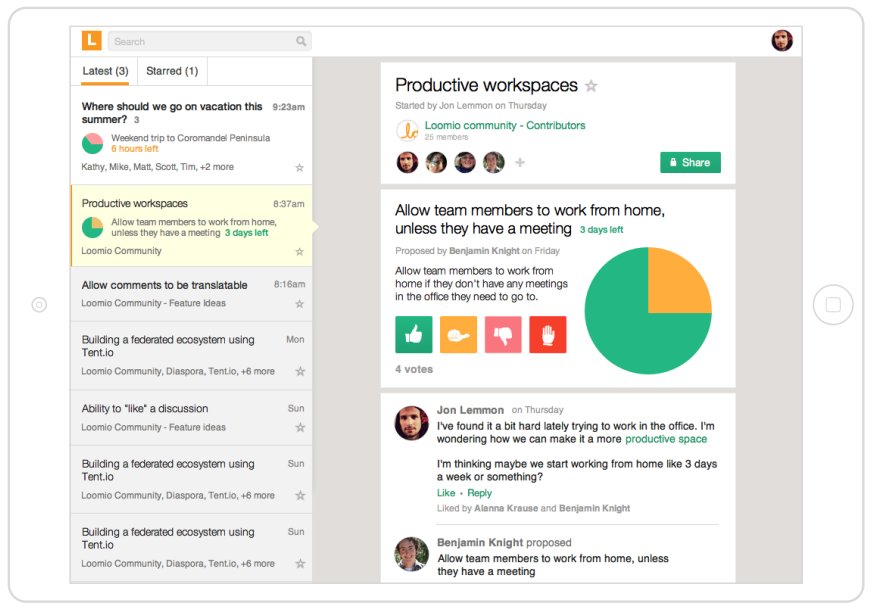 L
Search
Latest (3)
Starred (1)
Where should we go on vacation this 9:23am
summer? 3
Weekend trip to Coromandel Peninsula
6 hours left
Kathy, Mike, Matt, Scott, Tim, +2 more
Productive workspaces 8:37am
Allow team members to work from home,
unless they have a meeting 3 days left
Loomio Community
Allow comments to be translatable 8:16am
Loomio Community - Feature Ideas
Building a federated ecosystem using Mon
Tent.io
Loomio Community, Diaspora, Tent.io, +6 more
Ability to "like" a discussion Sun
Loomio Community - Feature ideas
Building a federated ecosystem using Sun
Tent.io
Loomio Community, Diaspora, Tent.io, +6 more
Building a federated ecosystem using Sun
Tent.io
Loomio Community, Diaspora, Tent.io, +6 more
Productive workspaces
Started by Jon Lemmon on Thursday
lo
Loomio community - Contributors
25 members
+
Share
Allow team members to work from home,
unless they have a meeting 3 days left
Proposed by Benjamin Knight on Friday
Allow team members to work from
home if they don't have any meetings
in the office they need to go to.
4 votes
Jon Lemmon on Thursday
I've found it a bit hard lately trying to work in the office. I'm
wondering how we can make it a more productive space
I'm thinking maybe we start working from home like 3 days
a week or something?
Like · Reply
Liked by Alanna Krause and Benjamin Knight
Benjamin Knight proposed
Allow team members to work from home, unless
they have a meeting